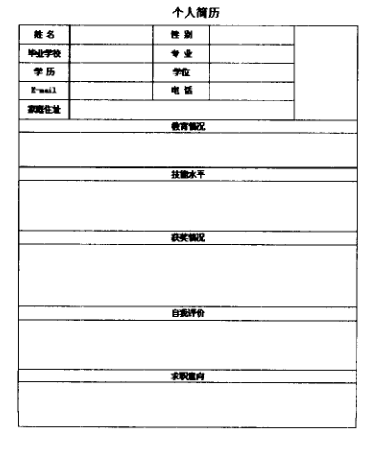 个人简历
姓名 性别
毕业学校 专业
学历 学位
E-mail 电话
家庭住址
教育情况
技能水平
获奖情况
自我评价
求职意向